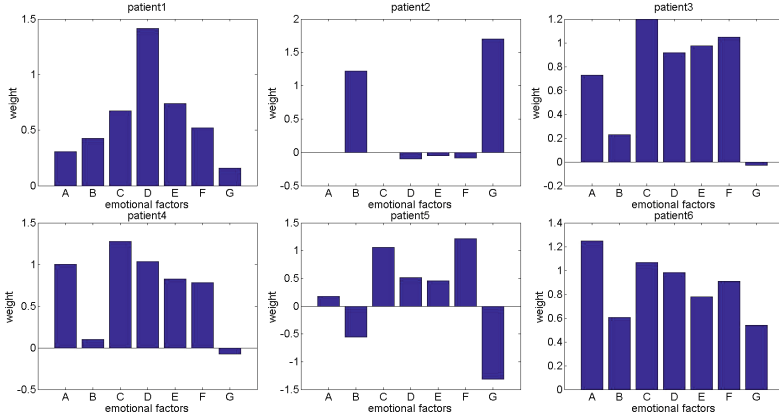 patient1
patient2
patient3
1.5
1
0.5
0
weight
A B C D E F G
emotional factors
2
1.5
1
0.5
0
-0.5
weight
A B C D E F G
emotional factors
1.2
1
0.8
0.6
0.4
0.2
0
-0.2
weight
A B C D E F G
emotional factors
patient4
patient5
patient6
1.5
1
0.5
0
-0.5
weight
A B C D E F G
emotional factors
1.5
1
0.5
0
-0.5
-1
-1.5
weight
A B C D E F G
emotional factors
1.4
1.2
1
0.8
0.6
0.4
0.2
0
weight
A B C D E F G
emotional factors